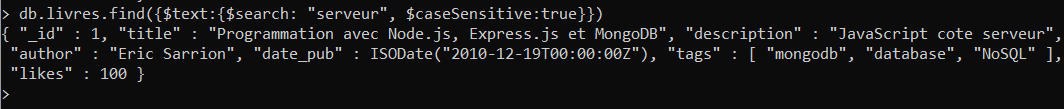 > db.livres.find({$text:{$search: "serveur", $caseSensitive:true}})
{ "_id" : 1, "title" : "Programmation avec Node.js, Express.js et MongoDB", "description" : "JavaScript cote serveur",
 "author" : "Eric Sarrion", "date_pub" : ISODate("2010-12-19T00:00:00Z"), "tags" : [ "mongodb", "database", "NoSQL" ],
 "likes" : 100 }
>